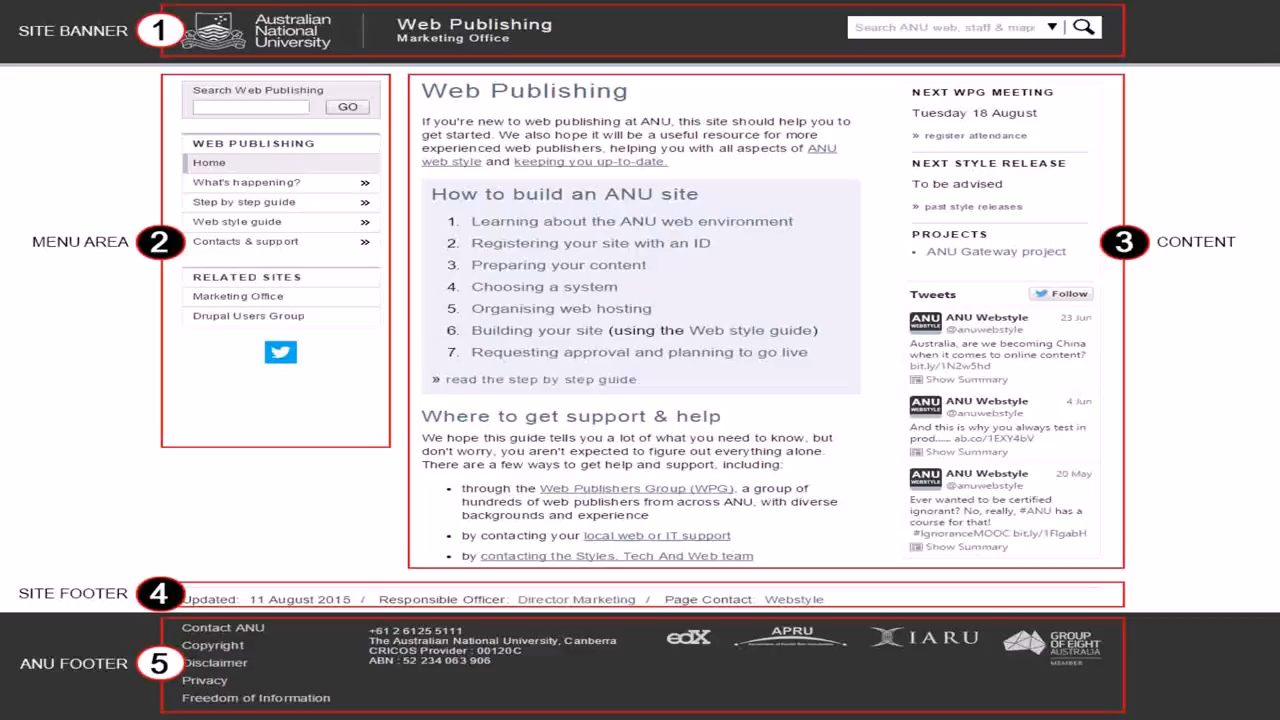 SITE BANNER
1
Australian
National
University
Web Publishing
Marketing Office
Search ANU web, staff & maps
MENU AREA
2
Search Web Publishing
GO
WEB PUBLISHING
Home
What's happening?
Step by step guide
Web style guide
Contacts & support
RELATED SITES
Marketing Office
Drupal Users Group
Web Publishing
If you're new to web publishing at ANU, this site should help you to
get started. We also hope it will be a useful resource for more
experienced web publishers, helping you with all aspects of ANU
web style and keeping you up-to-date.
How to build an ANU site
1. Learning about the ANU web environment
2. Registering your site with an ID
3. Preparing your content
4. Choosing a system
5. Organising web hosting
6. Building your site (using the Web style guide)
7. Requesting approval and planning to go live
» read the step by step guide
Where to get support & help
We hope this guide tells you a lot of what you need to know, but
don't worry, you aren't expected to figure out everything alone.
There are a few ways to get help and support, including:
• through the Web Publishers Group (WPG), a group of
hundreds of web publishers from across ANU, with diverse
backgrounds and experience
• by contacting your local web or IT support
• by contacting the Styles, Tech And Web team
3
CONTENT
NEXT WPG MEETING
Tuesday 18 August
» register attendance
NEXT STYLE RELEASE
To be advised
» past style releases
PROJECTS
• ANU Gateway project
Tweets
Follow
ANU WEBSTYLE
ANU Webstyle 23 Jun
@anuwebstyle
Australia, are we becoming China
when it comes to online content?
bit.ly/1N2w5hd
Show Summary
ANU WEBSTYLE
ANU Webstyle 4 Jun
@anuwebstyle
And this is why you always test in
prod...... ab.co/1EXY4bV
Show Summary
ANU WEBSTYLE
ANU Webstyle 20 May
@anuwebstyle
Ever wanted to be certified
ignorant? No, really, #ANU has a
course for that!
#IgnoranceMOOC bit.ly/1FlgabH
Show Summary
SITE FOOTER
4
Updated: 11 August 2015 / Responsible Officer: Director Marketing / Page Contact: Webstyle
ANU FOOTER
5
Contact ANU
Copyright
Disclaimer
Privacy
Freedom of Information
+61 2 6125 5111
The Australian National University, Canberra
CRICOS Provider : 00120C
ABN : 52 234 063 906
edX
APRU
IARU
GROUP
OF EIGHT
AUSTRALIA
MEMBER